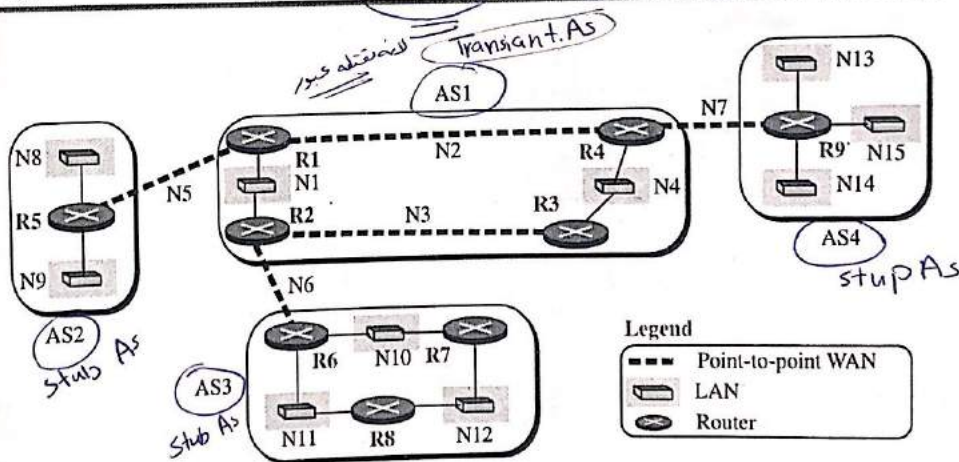 Transiant.As
AS1
N13
N7
R9
N15
N14
AS4
stup As
N8
R5
N9
N5
AS2
stub As
R1
N2
R4
N1
N4
R2
N3
R3
N6
R6
N10
R7
AS3
Stub As
N11
R8
N12
Legend
Point-to-point WAN
LAN
Router